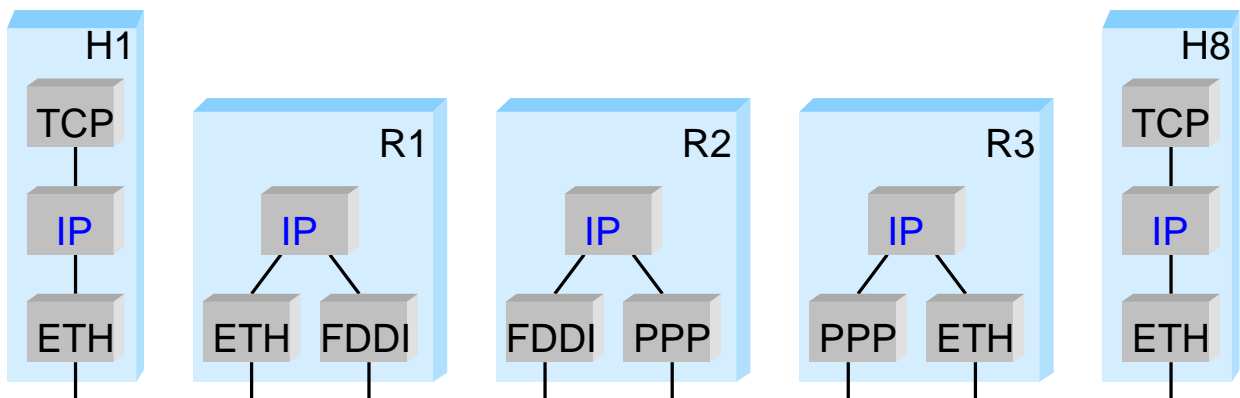 H1
TCP
IP
ETH
R1
IP
ETH FDDI
R2
IP
FDDI PPP
R3
IP
PPP ETH
H8
TCP
IP
ETH